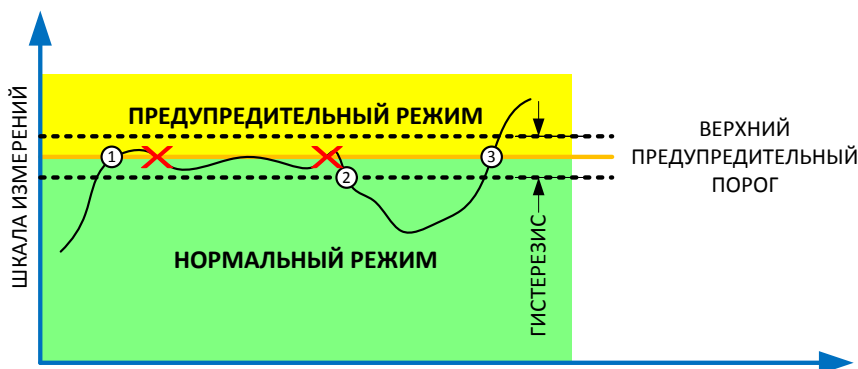 ШКАЛА ИЗМЕРЕНИЙ
ПРЕДУПРЕДИТЕЛЬНЫЙ РЕЖИМ
ВЕРХНИЙ
ПРЕДУПРЕДИТЕЛЬНЫЙ
ПОРОГ
1
2
3
НОРМАЛЬНЫЙ РЕЖИМ
ГИСТЕРЕЗИС